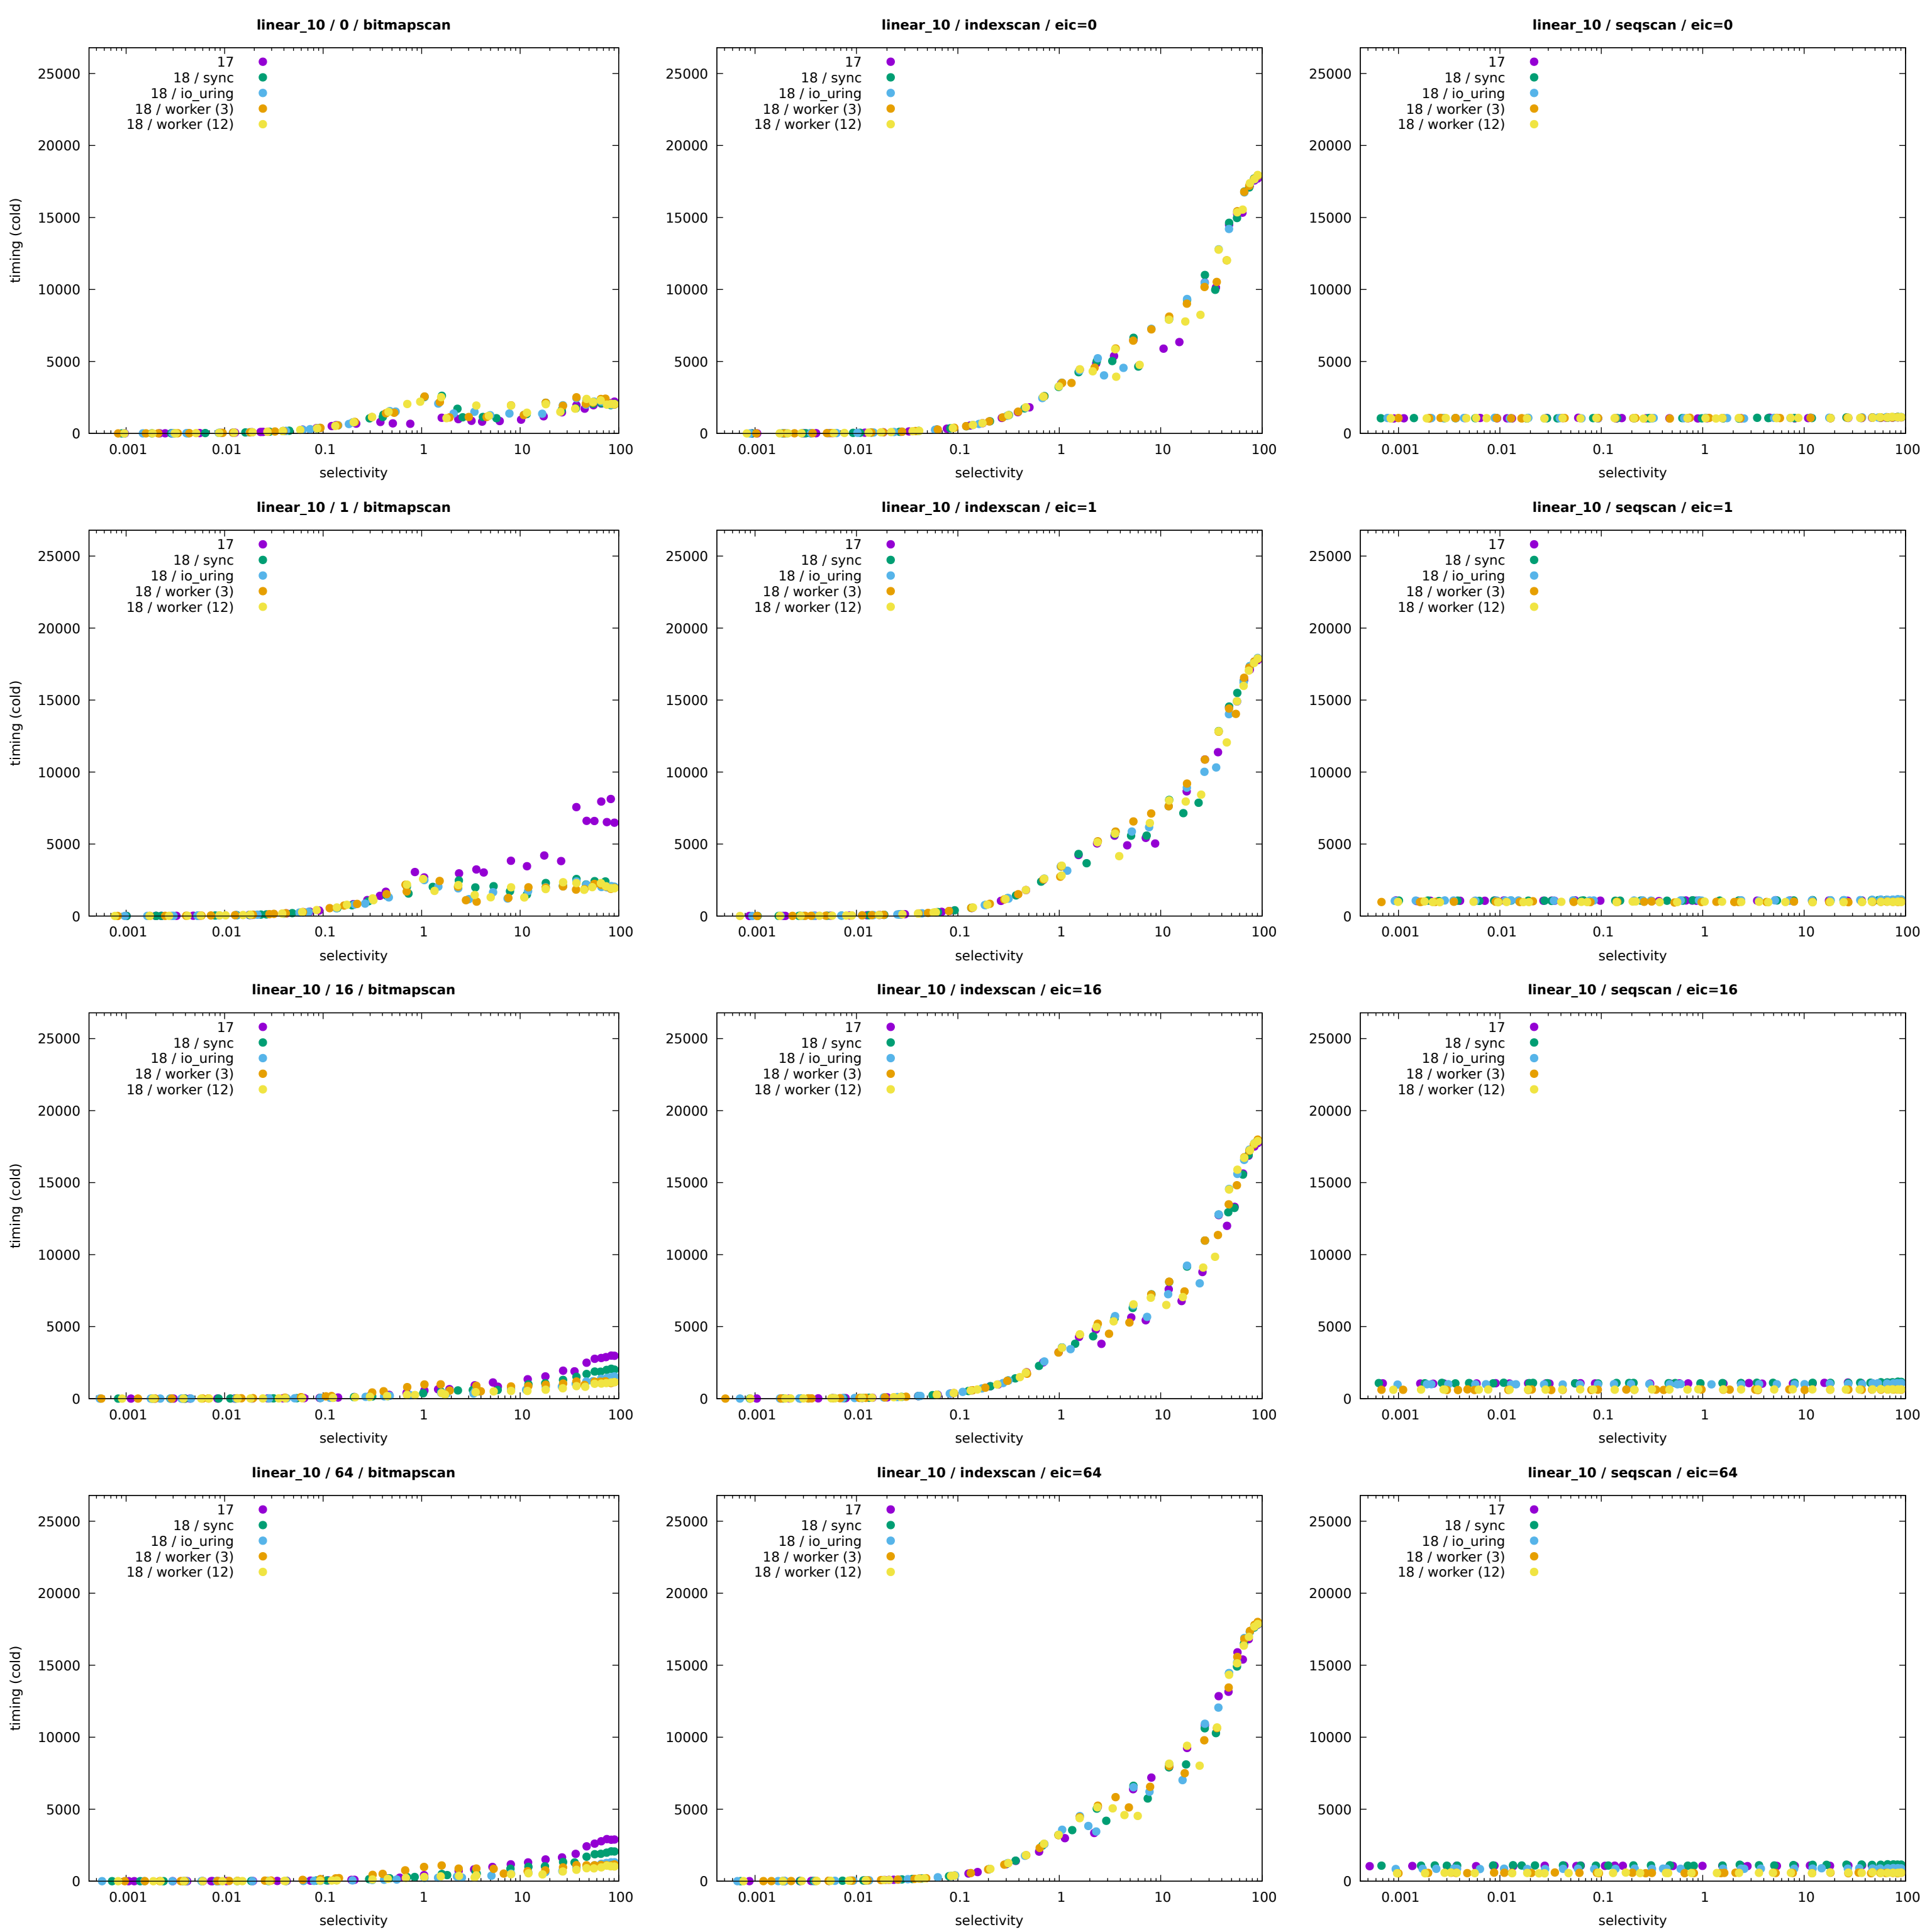 linear_10 / 0 / bitmapscan
timing (cold)
25000
20000
15000
10000
5000
0
17
18 / sync
18 / io_uring
18 / worker (3)
18 / worker (12)
0.001 0.01 0.1 1 10 100
selectivity
linear_10 / indexscan / eic=0
25000
20000
15000
10000
5000
0
17
18 / sync
18 / io_uring
18 / worker (3)
18 / worker (12)
0.001 0.01 0.1 1 10 100
selectivity
linear_10 / seqscan / eic=0
25000
20000
15000
10000
5000
0
17
18 / sync
18 / io_uring
18 / worker (3)
18 / worker (12)
0.001 0.01 0.1 1 10 100
selectivity
linear_10 / 1 / bitmapscan
timing (cold)
25000
20000
15000
10000
5000
0
17
18 / sync
18 / io_uring
18 / worker (3)
18 / worker (12)
0.001 0.01 0.1 1 10 100
selectivity
linear_10 / indexscan / eic=1
25000
20000
15000
10000
5000
0
17
18 / sync
18 / io_uring
18 / worker (3)
18 / worker (12)
0.001 0.01 0.1 1 10 100
selectivity
linear_10 / seqscan / eic=1
25000
20000
15000
10000
5000
0
17
18 / sync
18 / io_uring
18 / worker (3)
18 / worker (12)
0.001 0.01 0.1 1 10 100
selectivity
linear_10 / 16 / bitmapscan
timing (cold)
25000
20000
15000
10000
5000
0
17
18 / sync
18 / io_uring
18 / worker (3)
18 / worker (12)
0.001 0.01 0.1 1 10 100
selectivity
linear_10 / indexscan / eic=16
25000
20000
15000
10000
5000
0
17
18 / sync
18 / io_uring
18 / worker (3)
18 / worker (12)
0.001 0.01 0.1 1 10 100
selectivity
linear_10 / seqscan / eic=16
25000
20000
15000
10000
5000
0
17
18 / sync
18 / io_uring
18 / worker (3)
18 / worker (12)
0.001 0.01 0.1 1 10 100
selectivity
linear_10 / 64 / bitmapscan
timing (cold)
25000
20000
15000
10000
5000
0
17
18 / sync
18 / io_uring
18 / worker (3)
18 / worker (12)
0.001 0.01 0.1 1 10 100
selectivity
linear_10 / indexscan / eic=64
25000
20000
15000
10000
5000
0
17
18 / sync
18 / io_uring
18 / worker (3)
18 / worker (12)
0.001 0.01 0.1 1 10 100
selectivity
linear_10 / seqscan / eic=64
25000
20000
15000
10000
5000
0
17
18 / sync
18 / io_uring
18 / worker (3)
18 / worker (12)
0.001 0.01 0.1 1 10 100
selectivity